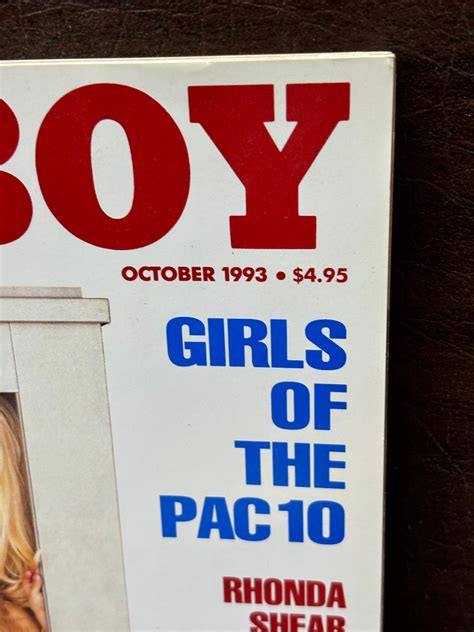 BOY
OCTOBER 1993 • $4.95
GIRLS
OF
THE
PAC 10
RHONDA
SHEAR